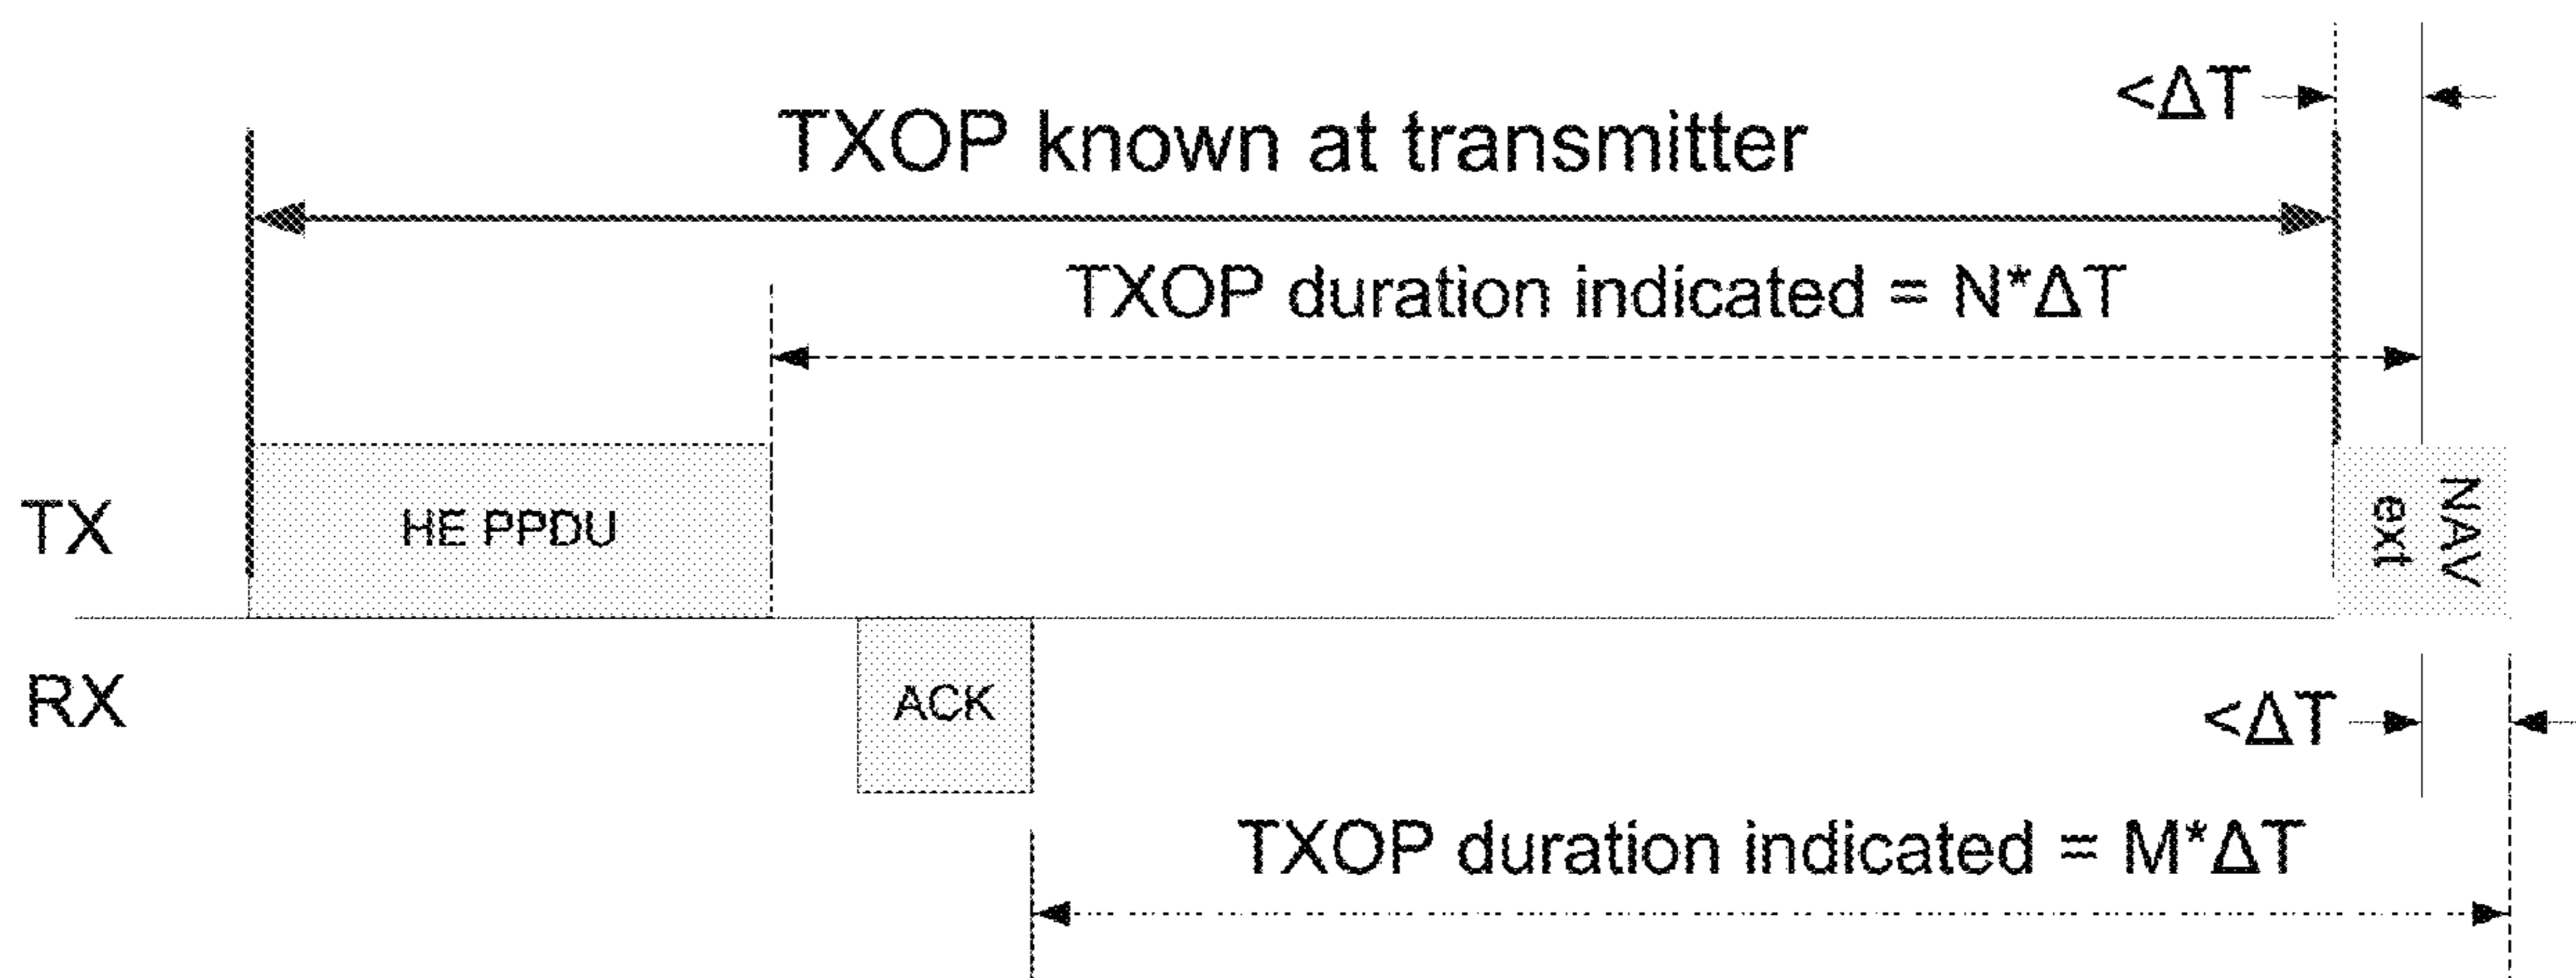 <ΔT
TXOP known at transmitter
TXOP duration indicated = N*ΔT
TX
HE PPDU
NAV
ext
RX
ACK
<ΔT
TXOP duration indicated = M*ΔT